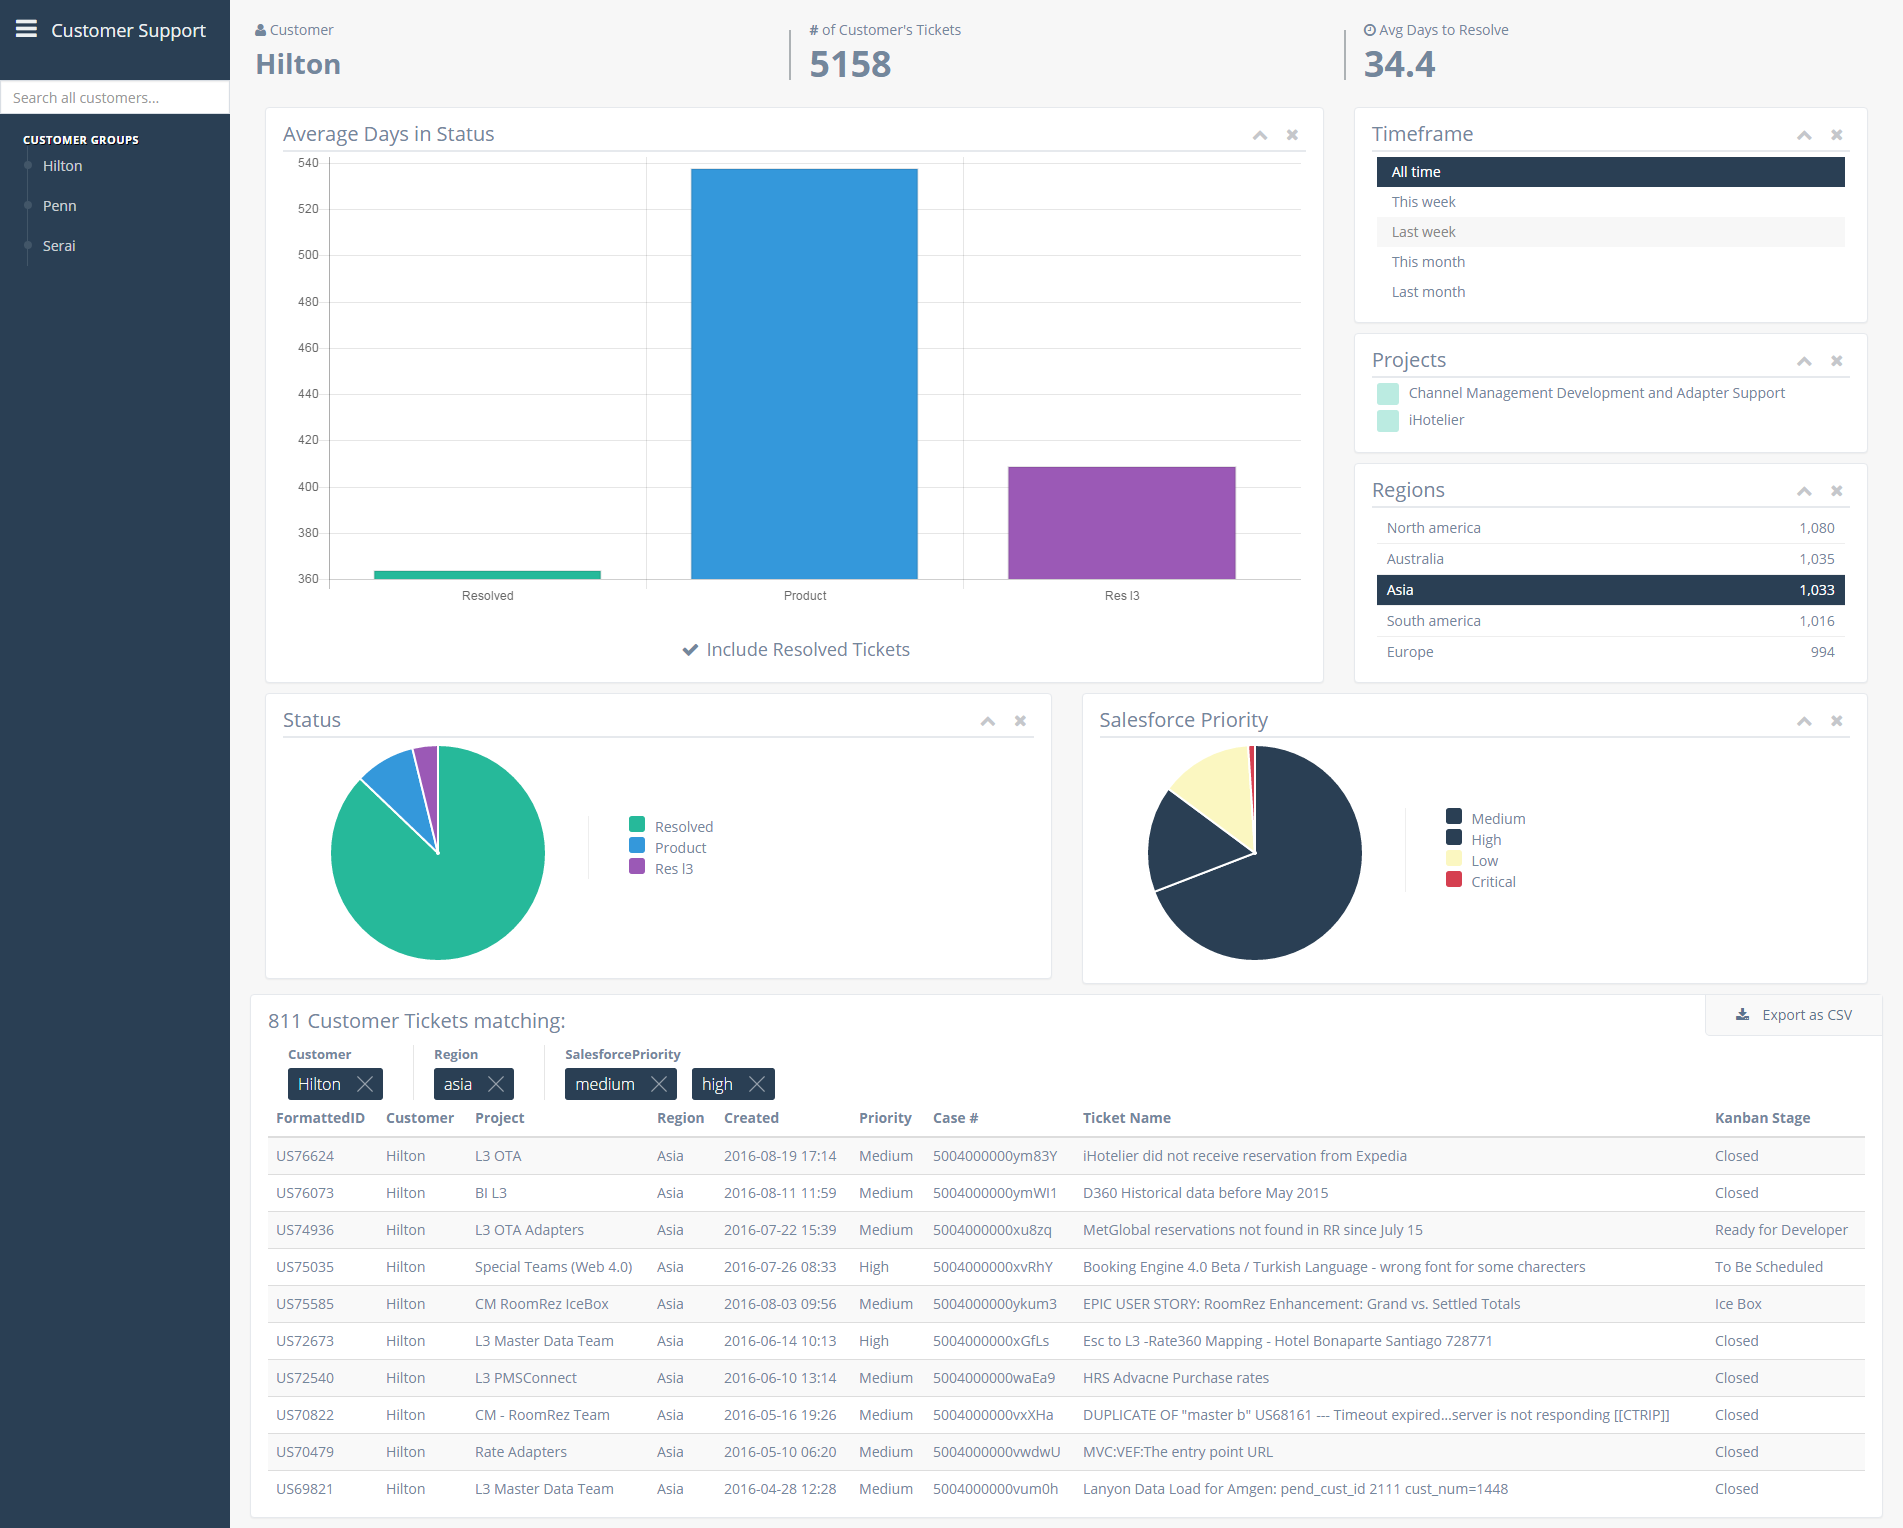 Customer Support
Search all customers...
CUSTOMER GROUPS
Hilton
Penn
Serai
Customer
Hilton
# of Customer's Tickets
5158
Avg Days to Resolve
34.4
Average Days in Status
540
520
500
480
460
440
420
400
380
360
Resolved Product Res l3
Include Resolved Tickets
Timeframe
All time
This week
Last week
This month
Last month
Projects
Channel Management Development and Adapter Support
iHotelier
Regions
North america 1,080
Australia 1,035
Asia 1,033
South america 1,016
Europe 994
Status
Resolved
Product
Res l3
Salesforce Priority
Medium
High
Low
Critical
811 Customer Tickets matching:
Export as CSV
Customer Region SalesforcePriority
Hilton asia medium high
FormattedID Customer Project Region Created Priority Case # Ticket Name Kanban Stage
US76624 Hilton L3 OTA Asia 2016-08-19 17:14 Medium 5004000000ym83Y iHotelier did not receive reservation from Expedia Closed
US76073 Hilton BI L3 Asia 2016-08-11 11:59 Medium 5004000000ymWI1 D360 Historical data before May 2015 Closed
US74936 Hilton L3 OTA Adapters Asia 2016-07-22 15:39 Medium 5004000000xu8zq MetGlobal reservations not found in RR since July 15 Ready for Developer
US75035 Hilton Special Teams (Web 4.0) Asia 2016-07-26 08:33 High 5004000000xvRhY Booking Engine 4.0 Beta / Turkish Language - wrong font for some charecters To Be Scheduled
US75585 Hilton CM RoomRez IceBox Asia 2016-08-03 09:56 Medium 5004000000ykum3 EPIC USER STORY: RoomRez Enhancement: Grand vs. Settled Totals Ice Box
US72673 Hilton L3 Master Data Team Asia 2016-06-14 10:13 High 5004000000xGfLs Esc to L3 -Rate360 Mapping - Hotel Bonaparte Santiago 728771 Closed
US72540 Hilton L3 PMSConnect Asia 2016-06-10 13:14 Medium 5004000000waEa9 HRS Advacne Purchase rates Closed
US70822 Hilton CM - RoomRez Team Asia 2016-05-16 19:26 Medium 5004000000vxXHa DUPLICATE OF "master b" US68161 --- Timeout expired...server is not responding [[CTRIP]] Closed
US70479 Hilton Rate Adapters Asia 2016-05-10 06:20 Medium 5004000000vwdwU MVC:VEF:The entry point URL Closed
US69821 Hilton L3 Master Data Team Asia 2016-04-28 12:28 Medium 5004000000vum0h Lanyon Data Load for Amgen: pend_cust_id 2111 cust_num=1448 Closed